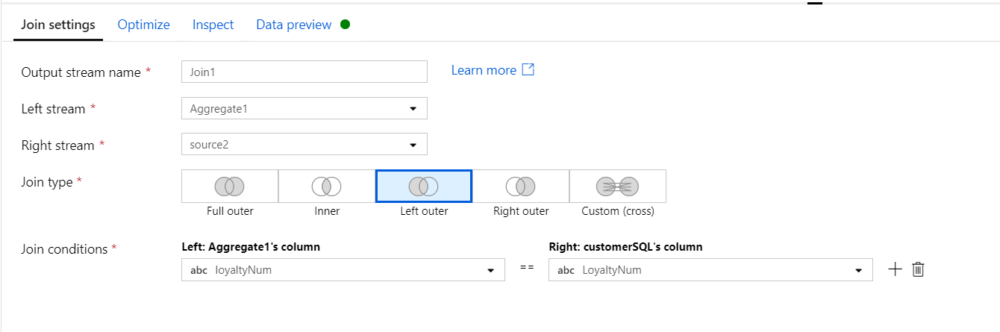 Join settings Optimize Inspect Data preview
Output stream name * Join1 Learn more
Left stream * Aggregate1
Right stream * source2
Join type *
Full outer Inner Left outer Right outer Custom (cross)
Join conditions * Left: Aggregate1's column Right: customerSQL's column
abc loyaltyNum == abc LoyaltyNum